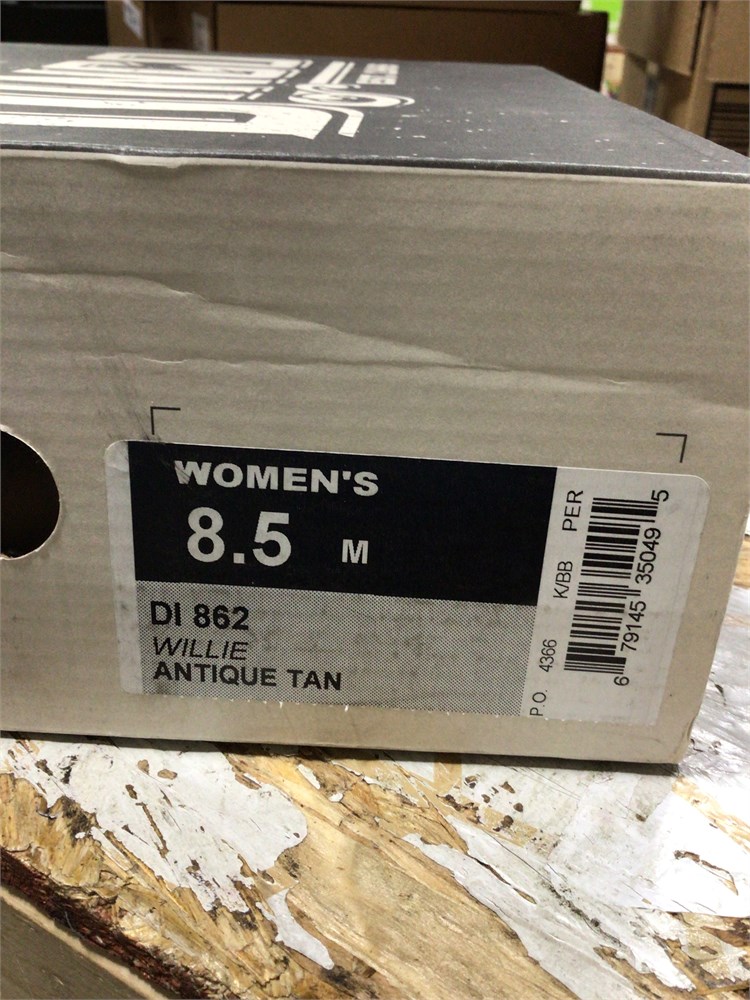 WOMEN'S
8.5 M
DI 862
WILLIE
ANTIQUE TAN
P.O. 4366 K/BB PER
6 79145 35049 5